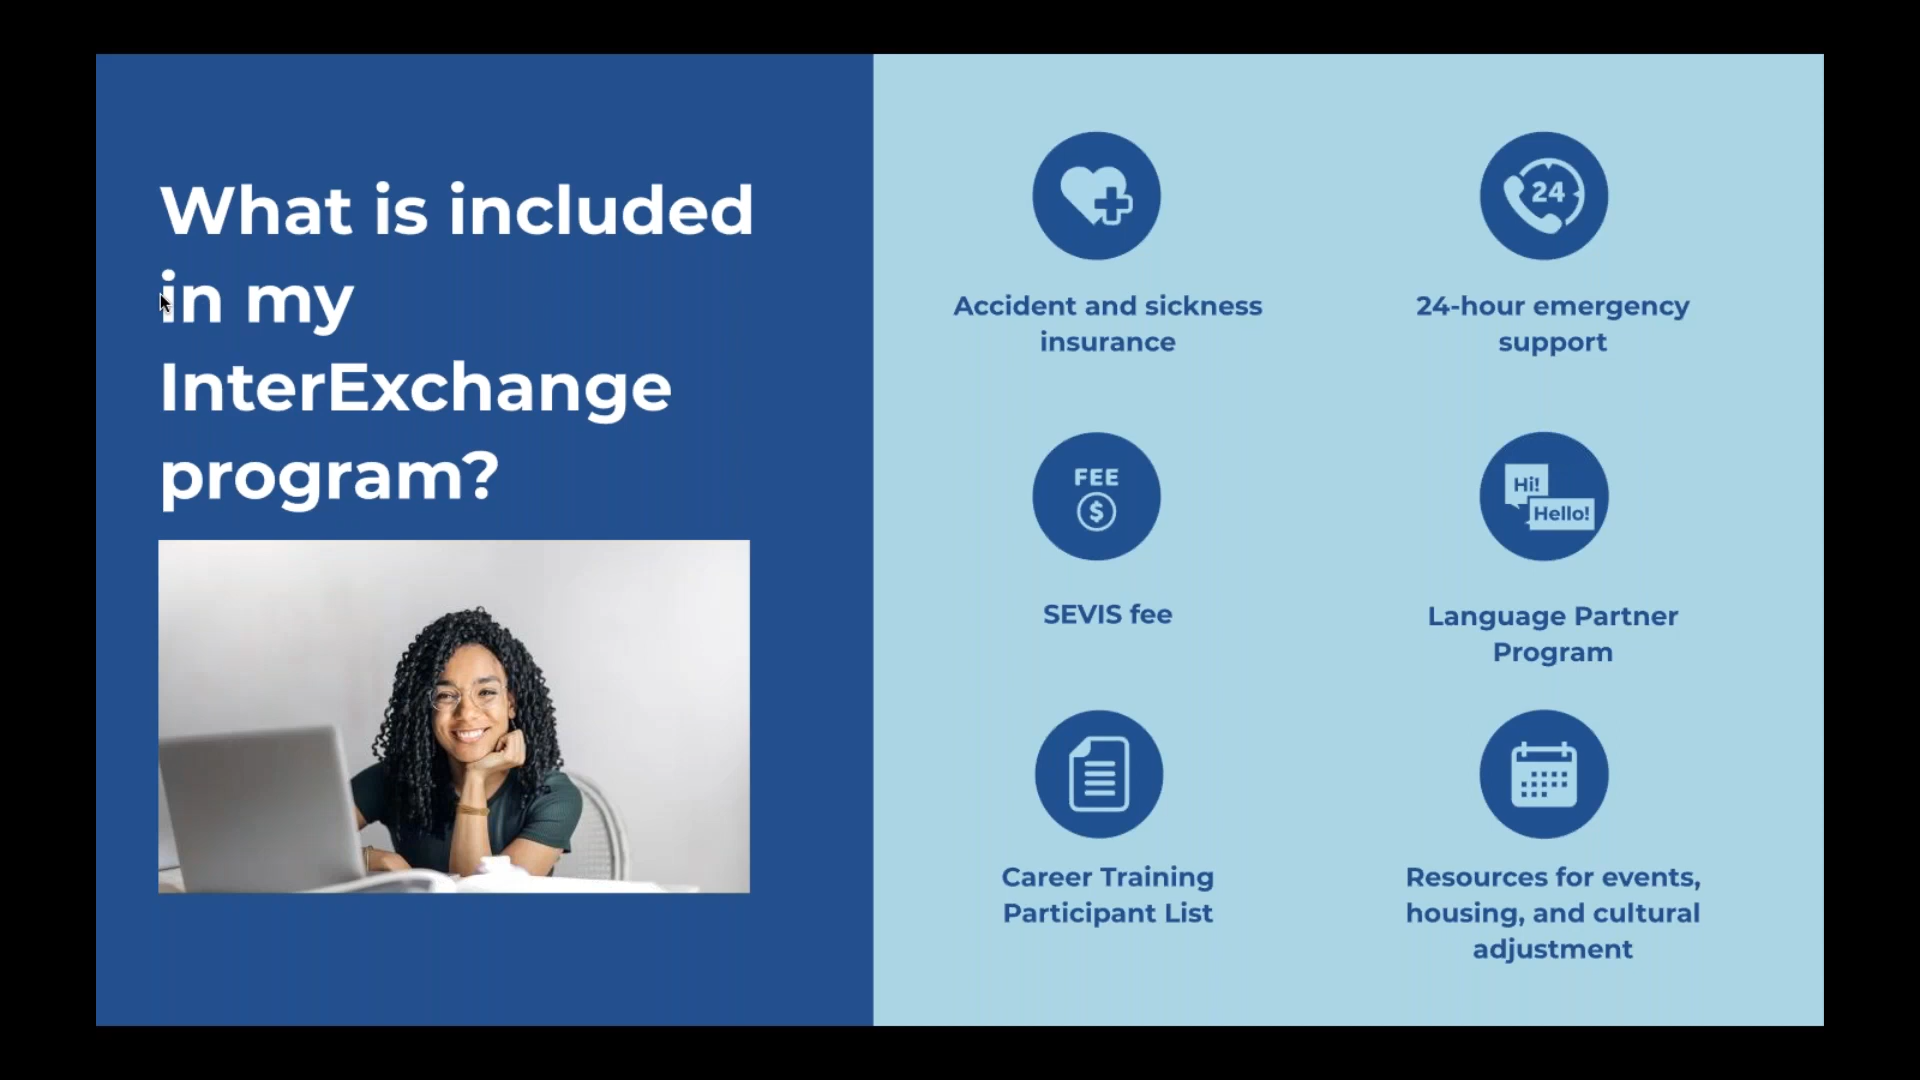 What is included
in my
InterExchange
program?
Accident and sickness
insurance
24
24-hour emergency
support
FEE
$
SEVIS fee
Hi!
Hello!
Language Partner
Program
Career Training
Participant List
Resources for events,
housing, and cultural
adjustment